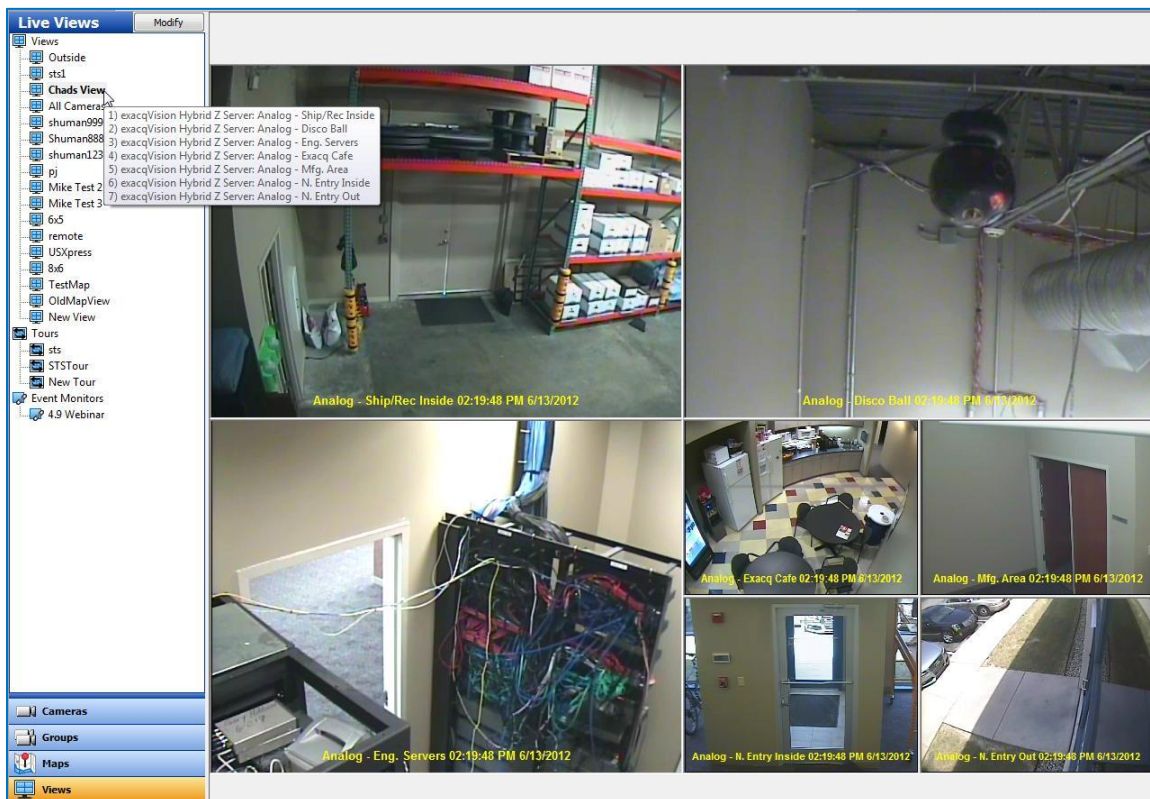 Live Views
Modify
Views
Outside
sts1
Chads View
All Cameras
shuman999
Shuman888
shuman123
pj
Mike Test 2
Mike Test 3
6x5
remote
USXpress
8x6
TestMap
OldMapView
New View
Tours
sts
STSTour
New Tour
Event Monitors
4.9 Webinar
1) exacqVision Hybrid Z Server: Analog - Ship/Rec Inside
2) exacqVision Hybrid Z Server: Analog - Disco Ball
3) exacqVision Hybrid Z Server: Analog - Eng. Servers
4) exacqVision Hybrid Z Server: Analog - Exacq Cafe
5) exacqVision Hybrid Z Server: Analog - Mfg. Area
6) exacqVision Hybrid Z Server: Analog - N. Entry Inside
7) exacqVision Hybrid Z Server: Analog - N. Entry Out
Cameras
Groups
Maps
Views
Analog - Ship/Rec Inside 02:19:48 PM 6/13/2012
Analog - Disco Ball 02:19:48 PM 6/13/2012
Analog - Eng. Servers 02:19:48 PM 6/13/2012
Analog - Exacq Cafe 02:19:48 PM 6/13/2012
Analog - Mfg. Area 02:19:48 PM 6/13/2012
Analog - N. Entry Inside 02:19:48 PM 6/13/2012
Analog - N. Entry Out 02:19:48 PM 6/13/2012